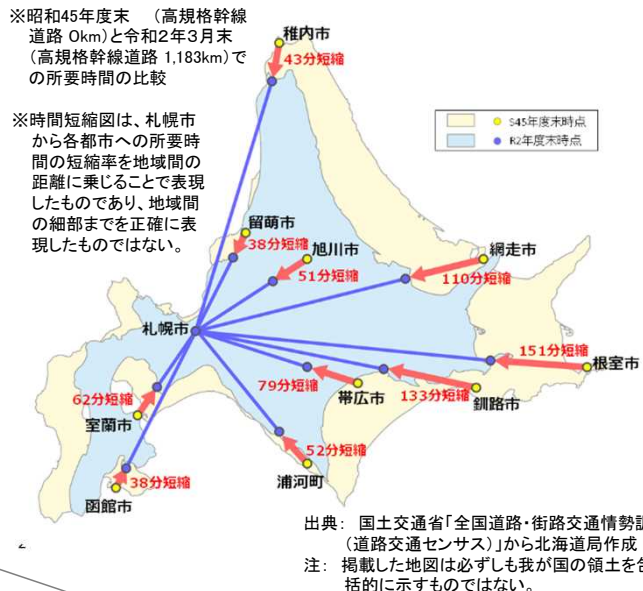 ※昭和45年度末　(高規格幹線
道路 0km)と令和2年3月末
(高規格幹線道路 1,183km)で
の所要時間の比較
※時間短縮図は、札幌市
から各都市への所要時
間の短縮率を地域間の
距離に乗じることで表現
したものであり、地域間
の細部までを正確に表
現したものではない。
稚内市
43分短縮
S45年度末時点
R2年度末時点
留萌市
38分短縮
旭川市
51分短縮
網走市
110分短縮
札幌市
151分短縮
根室市
62分短縮
室蘭市
79分短縮
帯広市
133分短縮
釧路市
52分短縮
浦河町
38分短縮
函館市
出典： 国土交通省「全国道路・街路交通情勢調
(道路交通センサス)」から北海道局作成
注： 掲載した地図は必ずしも我が国の領土を包
括的に示すものではない。